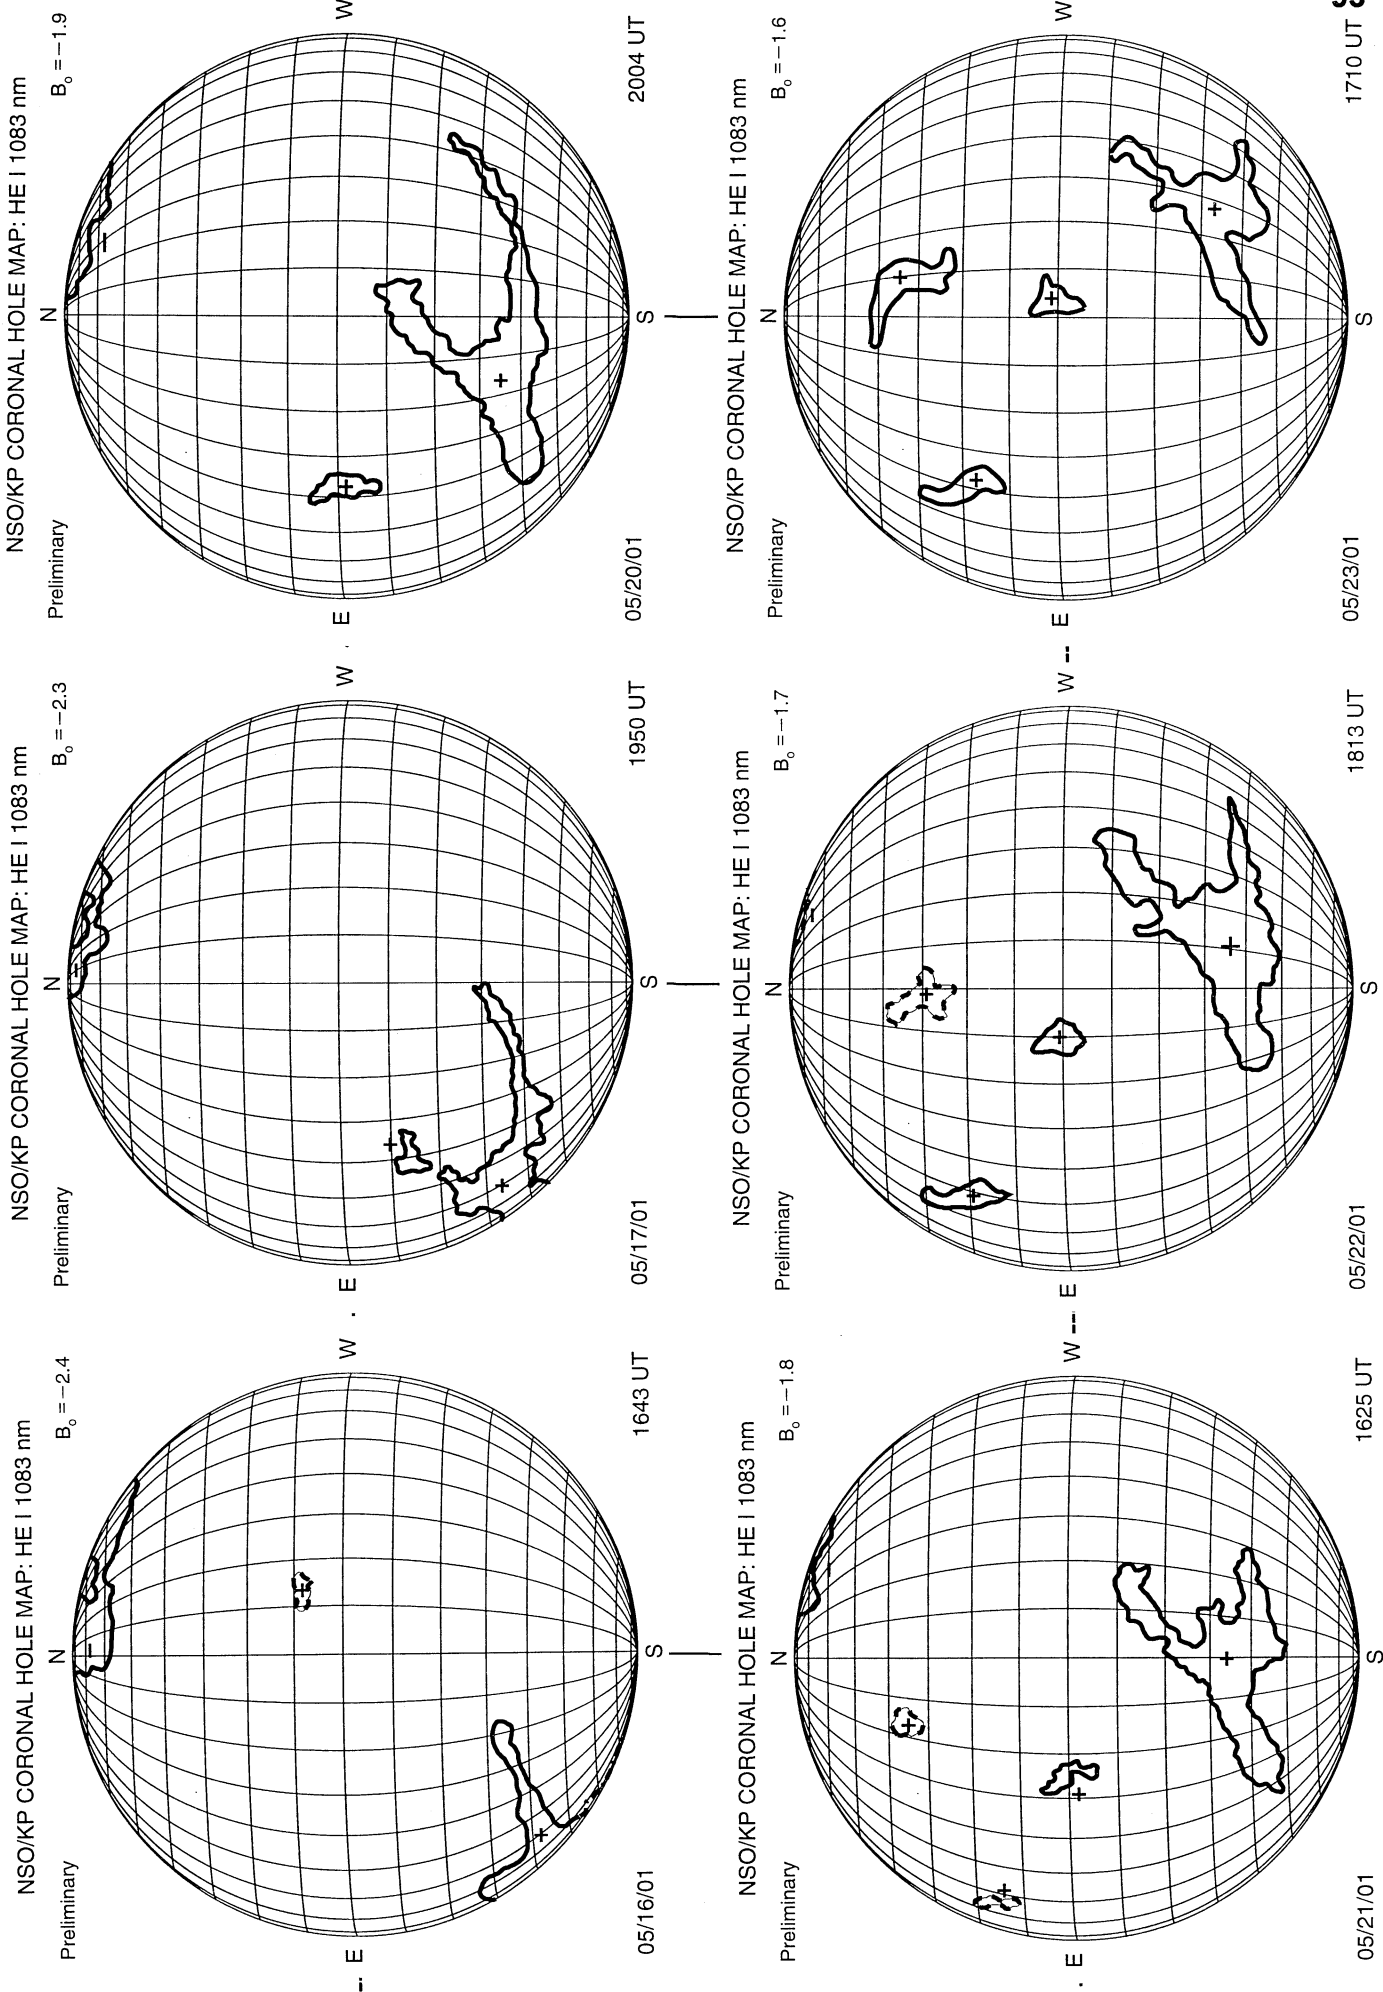 NSO/KP CORONAL HOLE MAP: HE I 1083 nm
Preliminary
B₀ = −2.4
N
E
W
S
05/16/01
1643 UT
NSO/KP CORONAL HOLE MAP: HE I 1083 nm
Preliminary
B₀ = −2.3
N
E
W
S
05/17/01
1950 UT
NSO/KP CORONAL HOLE MAP: HE I 1083 nm
Preliminary
B₀ = −1.9
N
E
W
S
05/20/01
2004 UT
NSO/KP CORONAL HOLE MAP: HE I 1083 nm
Preliminary
B₀ = −1.8
N
E
W
S
05/21/01
1625 UT
NSO/KP CORONAL HOLE MAP: HE I 1083 nm
Preliminary
B₀ = −1.7
N
E
W
S
05/22/01
1813 UT
NSO/KP CORONAL HOLE MAP: HE I 1083 nm
Preliminary
B₀ = −1.6
N
E
W
S
05/23/01
1710 UT